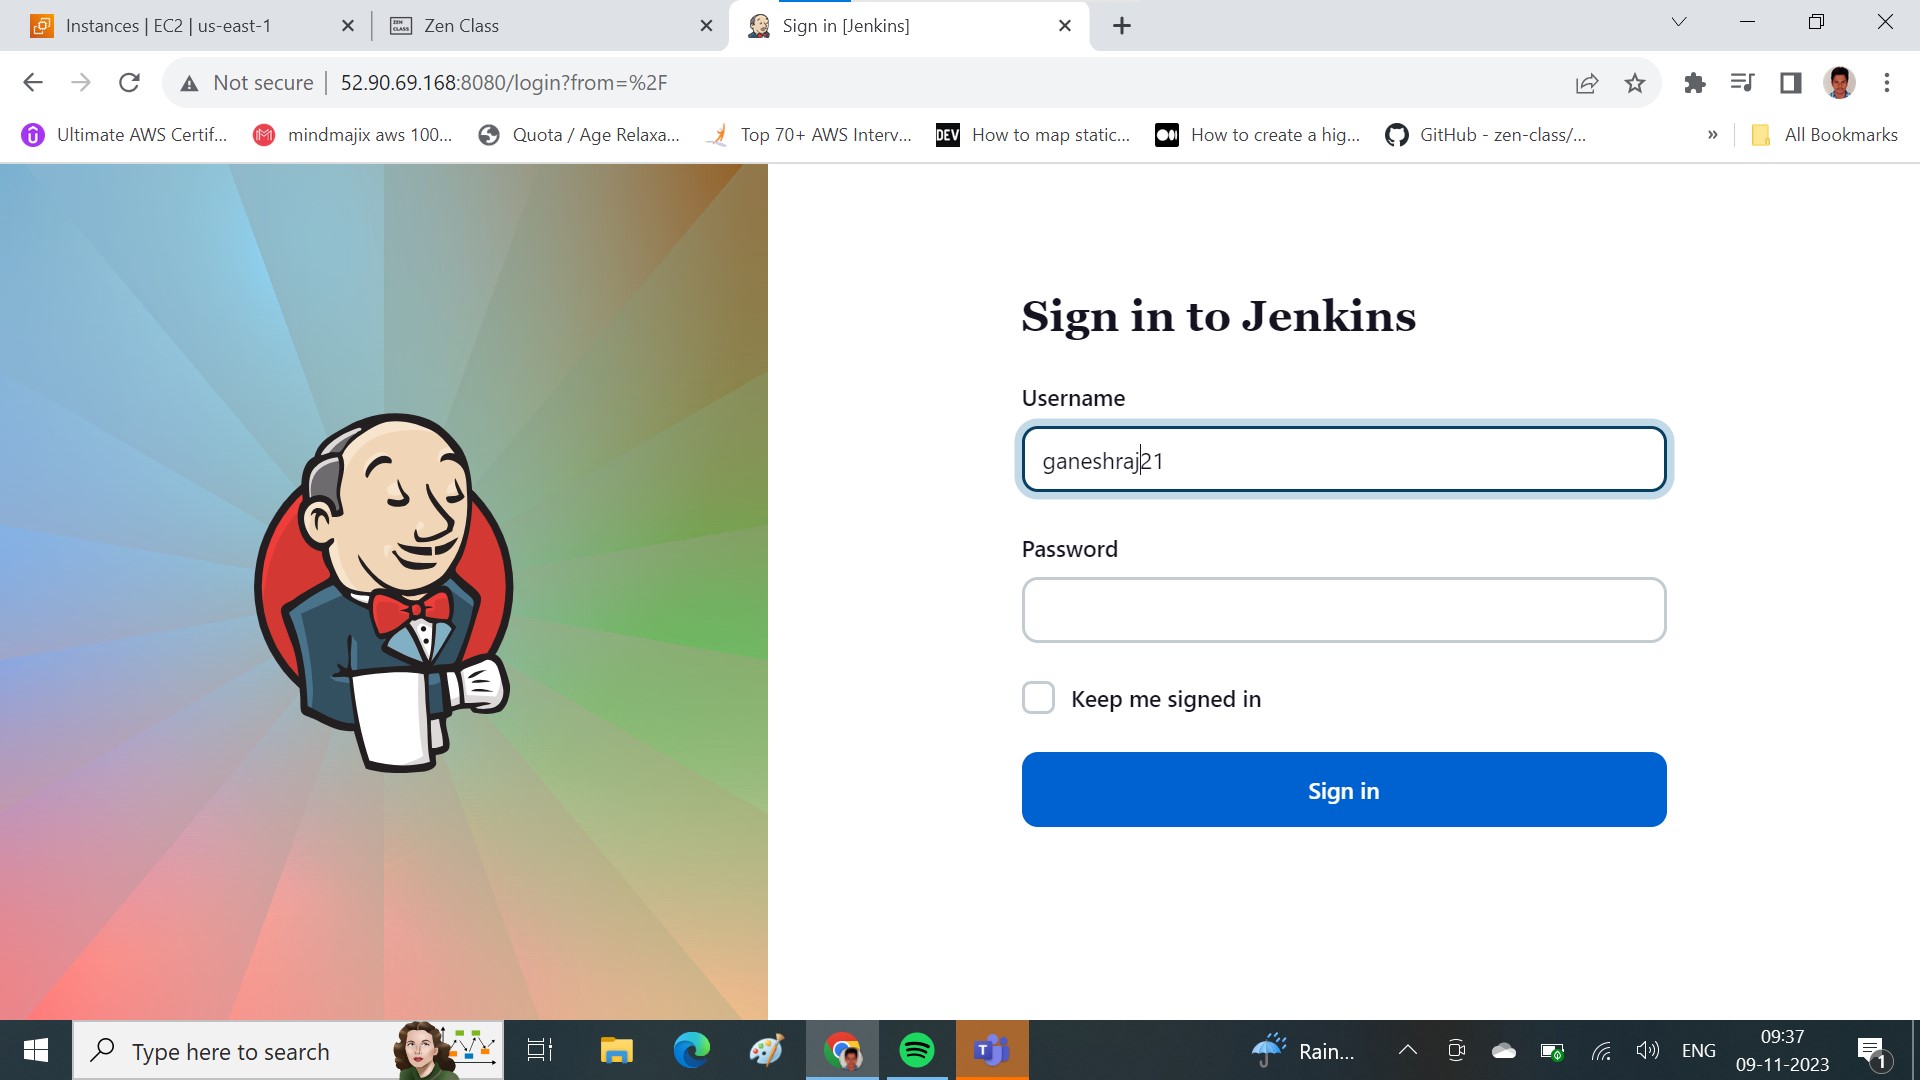 Instances | EC2 | us-east-1
Zen Class
Sign in [Jenkins]
Not secure
52.90.69.168:8080/login?from=%2F
Ultimate AWS Certif...
mindmajix aws 100...
Quota / Age Relaxa...
Top 70+ AWS Interv...
DEV
How to map static...
How to create a hig...
GitHub - zen-class/...
»
All Bookmarks
Sign in to Jenkins
Username
ganeshraj21
Password
Keep me signed in
Sign in
Type here to search
Rain...
ENG
09:37
09-11-2023
1